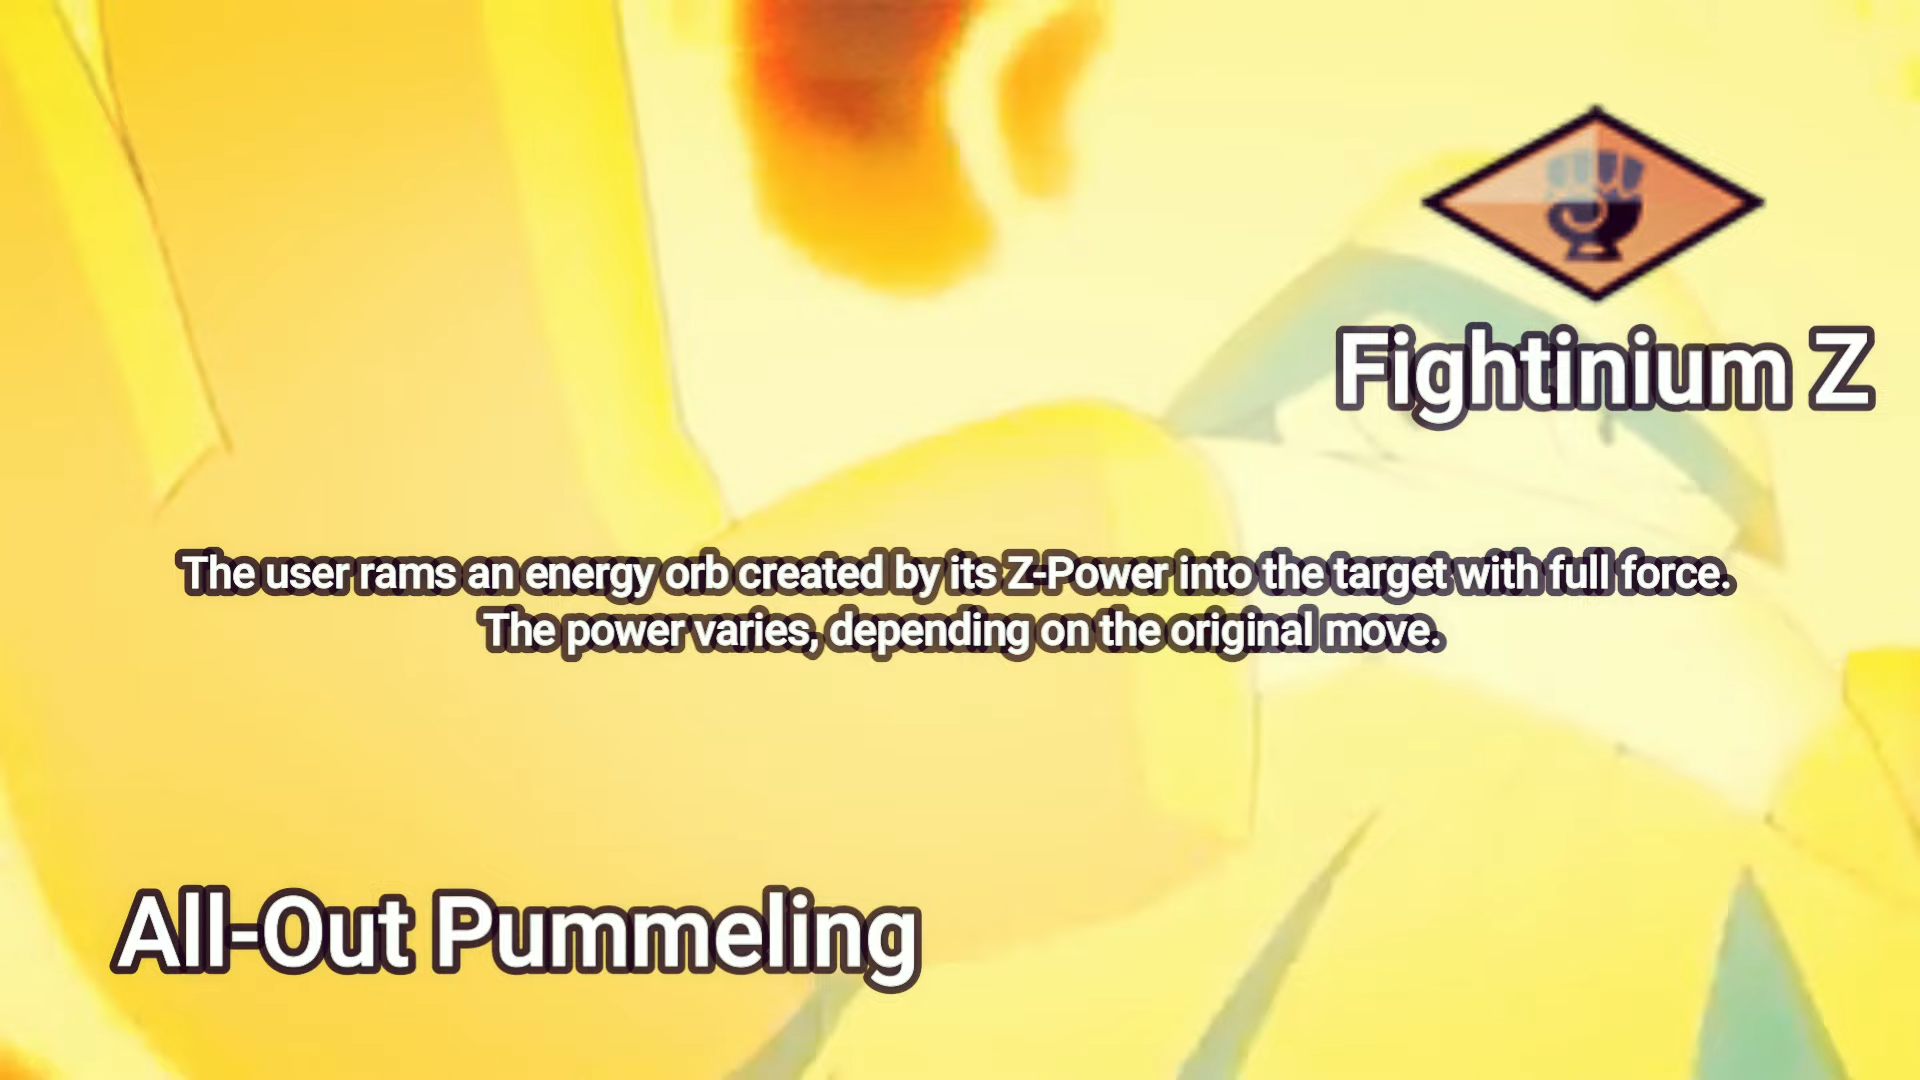 Fightinium Z
The user rams an energy orb created by its Z-Power into the target with full force.
The power varies, depending on the original move.
All-Out Pummeling